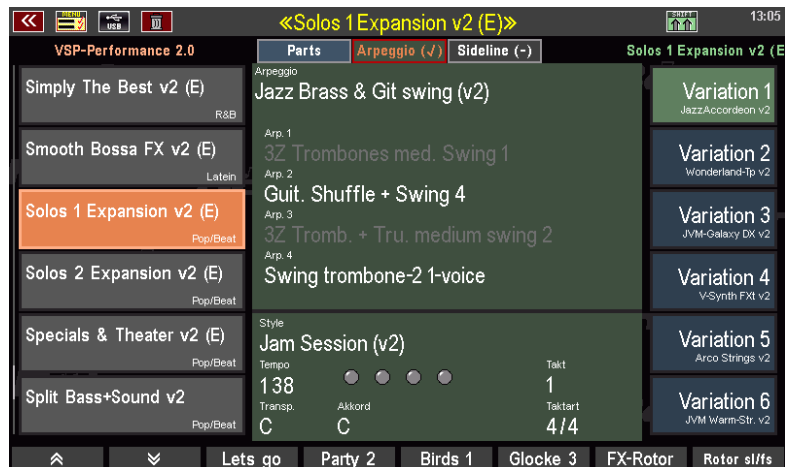 MENU
USB
«Solos 1 Expansion v2 (E)»
SHIFT
13:05
VSP-Performance 2.0
Parts
Arpeggio (√)
Sideline (-)
Solos 1 Expansion v2 (E
Simply The Best v2 (E)
R&B
Smooth Bossa FX v2 (E)
Latein
Solos 1 Expansion v2 (E)
Pop/Beat
Solos 2 Expansion v2 (E)
Pop/Beat
Specials & Theater v2 (E)
Pop/Beat
Split Bass+Sound v2
Pop/Beat
Arpeggio
Jazz Brass & Git swing (v2)
Arp. 1
3Z Trombones med. Swing 1
Arp. 2
Guit. Shuffle + Swing 4
Arp. 3
3Z Tromb. + Tru. medium swing 2
Arp. 4
Swing trombone-2 1-voice
Style
Jam Session (v2)
Tempo
138
Takt
1
Transp.
C
Akkord
C
Taktart
4/4
Variation 1
JazzAccordeon v2
Variation 2
Wonderland-Tp v2
Variation 3
JVM-Galaxy DX v2
Variation 4
V-Synth FXt v2
Variation 5
Arco Strings v2
Variation 6
JVM Warm-Str. v2
Lets go
Party 2
Birds 1
Glocke 3
FX-Rotor
Rotor sl/fs